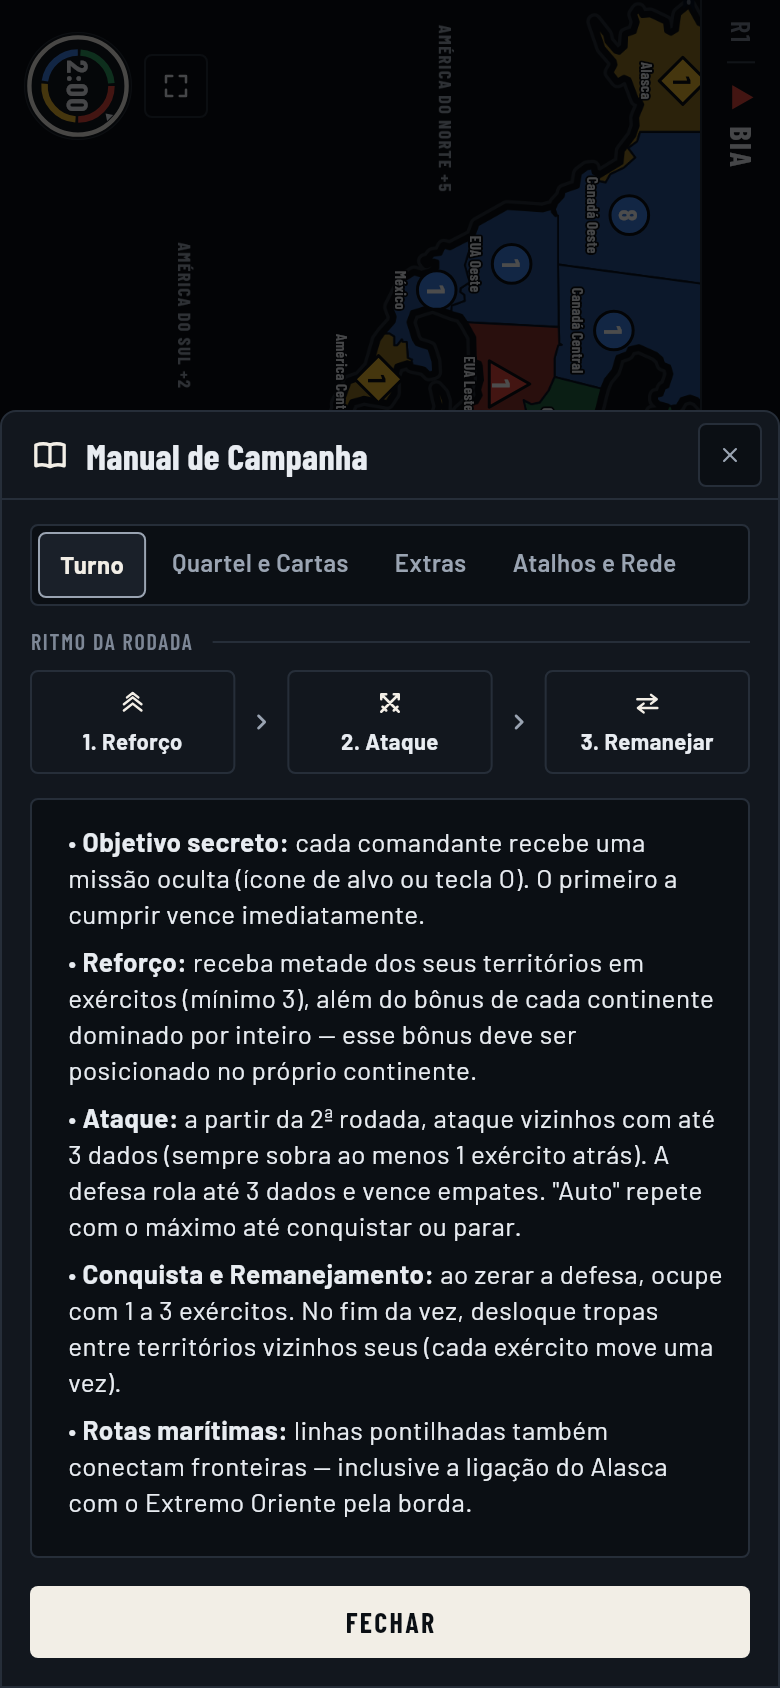 R1
BIA
2:00
AMÉRICA DO NORTE +5
AMÉRICA DO SUL +2
Alasca
1
Canadá Oeste
8
EUA Oeste
1
México
1
Canadá Central
1
América Cent
1
EUA Leste
1
Manual de Campanha
Turno
Quartel e Cartas
Extras
Atalhos e Rede
RITMO DA RODADA
1. Reforço
2. Ataque
3. Remanejar
• Objetivo secreto: cada comandante recebe uma
missão oculta (ícone de alvo ou tecla O). O primeiro a
cumprir vence imediatamente.
• Reforço: receba metade dos seus territórios em
exércitos (mínimo 3), além do bônus de cada continente
dominado por inteiro — esse bônus deve ser
posicionado no próprio continente.
• Ataque: a partir da 2ª rodada, ataque vizinhos com até
3 dados (sempre sobra ao menos 1 exército atrás). A
defesa rola até 3 dados e vence empates. "Auto" repete
com o máximo até conquistar ou parar.
• Conquista e Remanejamento: ao zerar a defesa, ocupe
com 1 a 3 exércitos. No fim da vez, desloque tropas
entre territórios vizinhos seus (cada exército move uma
vez).
• Rotas marítimas: linhas pontilhadas também
conectam fronteiras — inclusive a ligação do Alasca
com o Extremo Oriente pela borda.
FECHAR